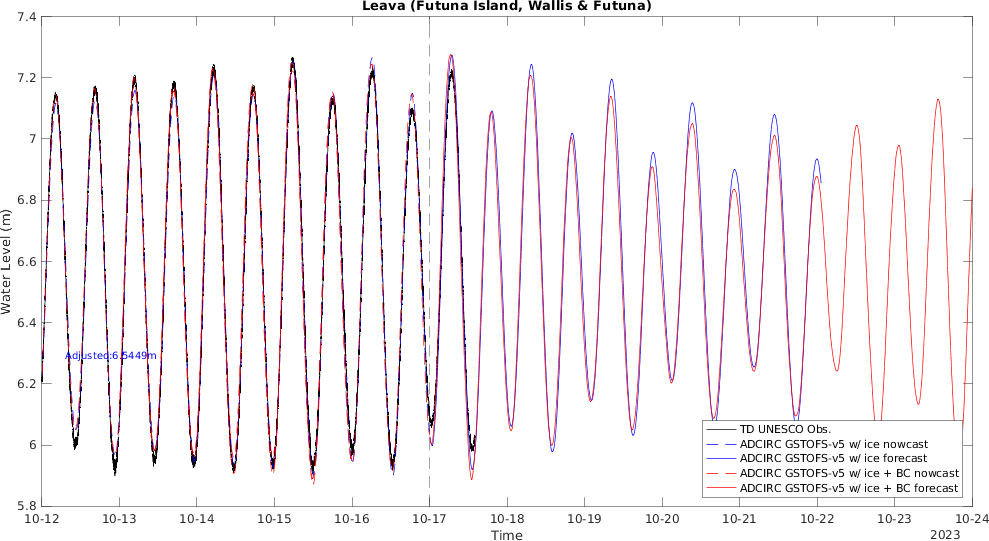 Leava (Futuna Island, Wallis & Futuna)
7.4
7.2
7
6.8
6.6
6.4
6.2
6
5.8
Water Level (m)
Adjusted:6.5449m
TD UNESCO Obs.
ADCIRC GSTOFS-v5 w/ ice nowcast
ADCIRC GSTOFS-v5 w/ ice forecast
ADCIRC GSTOFS-v5 w/ ice + BC nowcast
ADCIRC GSTOFS-v5 w/ ice + BC forecast
10-12 10-13 10-14 10-15 10-16 10-17 10-18 10-19 10-20 10-21 10-22 10-23 10-24
Time
2023